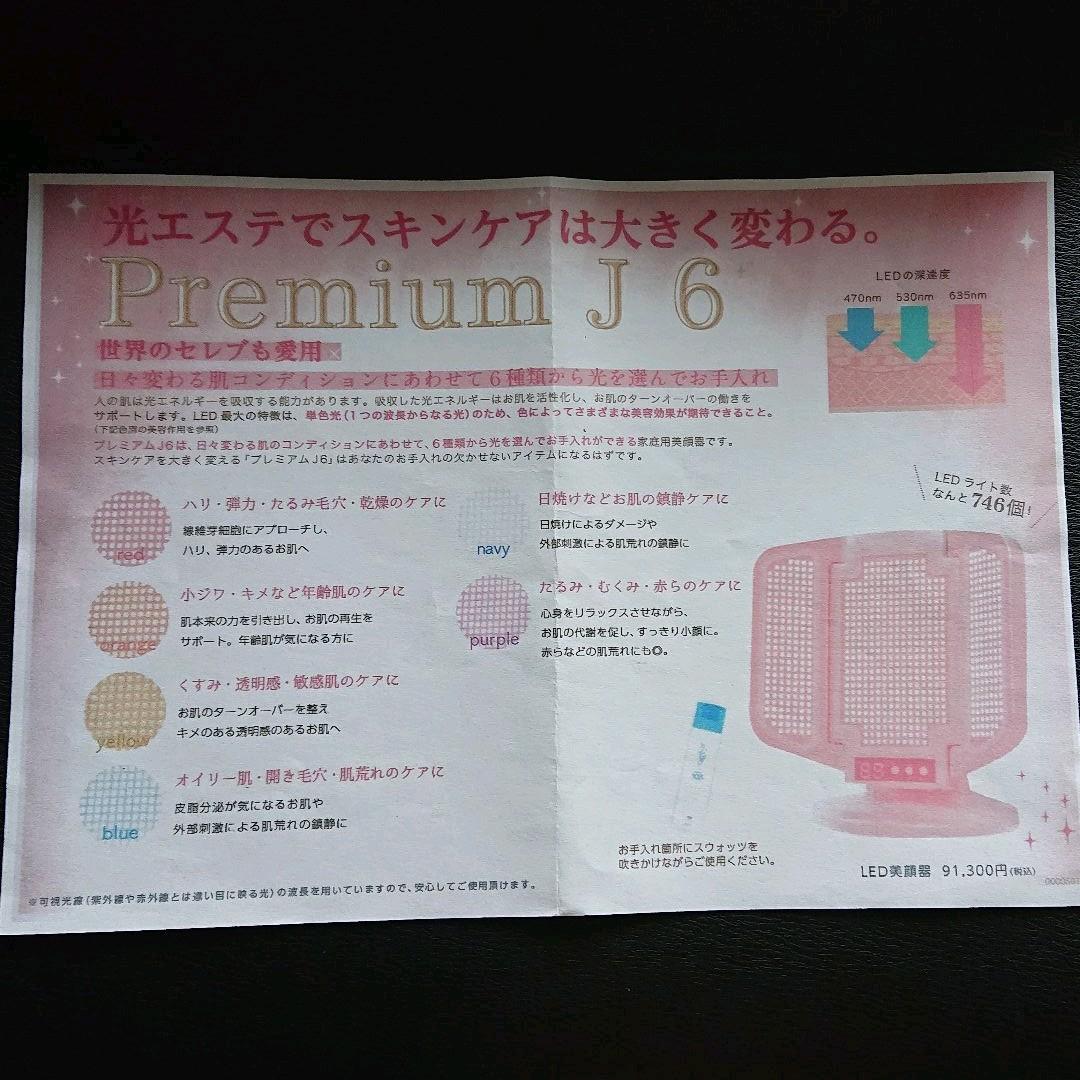 光エステでスキンケアは大きく変わる。
Premium J 6
世界のセレブも愛用
日々変わる肌コンディションにあわせて6種類から光を選んでお手入れ
人の肌は光エネルギーを吸収する能力があります。吸収した光エネルギーはお肌を活性化し、お肌のターンオーバーの働きを
サポートします。LED最大の特徴は、単色光(1つの波長からなる光)のため、色によってさまざまな美容効果が期待できること。
(下記色別の美容作用を参照)
プレミアムJ6は、日々変わる肌のコンディションにあわせて、6種類から光を選んでお手入れができる家庭用美顔器です。
スキンケアを大きく変える「プレミアムJ6」はあなたのお手入れの欠かせないアイテムになるはずです。
LEDの深達度
470nm 530nm 635nm
red
ハリ・弾力・たるみ毛穴・乾燥のケアに
線維芽細胞にアプローチし、
ハリ、弾力のあるお肌へ
orange
小ジワ・キメなど年齢肌のケアに
肌本来の力を引き出し、お肌の再生を
サポート。年齢肌が気になる方に
yellow
くすみ・透明感・敏感肌のケアに
お肌のターンオーバーを整え
キメのある透明感のあるお肌へ
blue
オイリー肌・開き毛穴・肌荒れのケアに
皮脂分泌が気になるお肌や
外部刺激による肌荒れの鎮静に
navy
日焼けなどお肌の鎮静ケアに
日焼けによるダメージや
外部刺激による肌荒れの鎮静に
purple
たるみ・むくみ・赤らのケアに
心身をリラックスさせながら、
お肌の代謝を促し、すっきり小顔に。
赤らなどの肌荒れにも◎。
LEDライト数
なんと746個!
お手入れ箇所にスウォッツを
吹きかけながらご使用ください。
LED美顔器 91,300円(税込)
※可視光線(紫外線や赤外線とは違い目に映る光)の波長を用いていますので、安心してご使用頂けます。